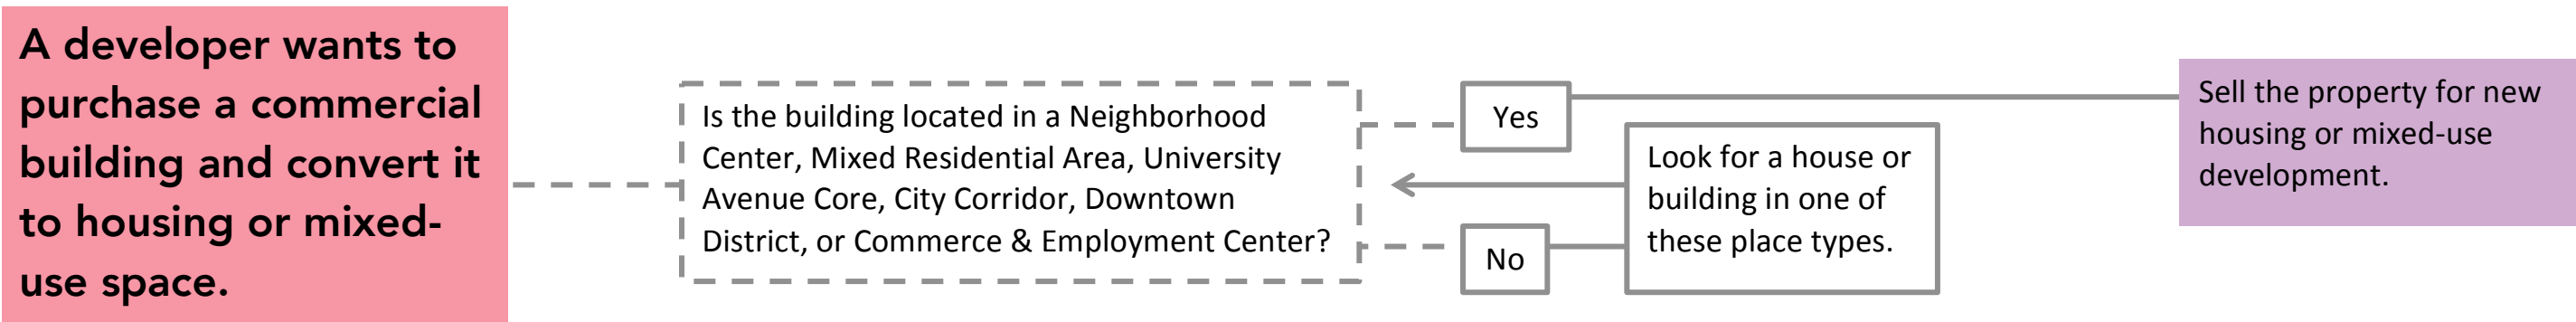 A developer wants to
purchase a commercial
building and convert it
to housing or mixed-
use space.
Is the building located in a Neighborhood
Center, Mixed Residential Area, University
Avenue Core, City Corridor, Downtown
District, or Commerce & Employment Center?
Yes
No
Look for a house or
building in one of
these place types.
Sell the property for new
housing or mixed-use
development.